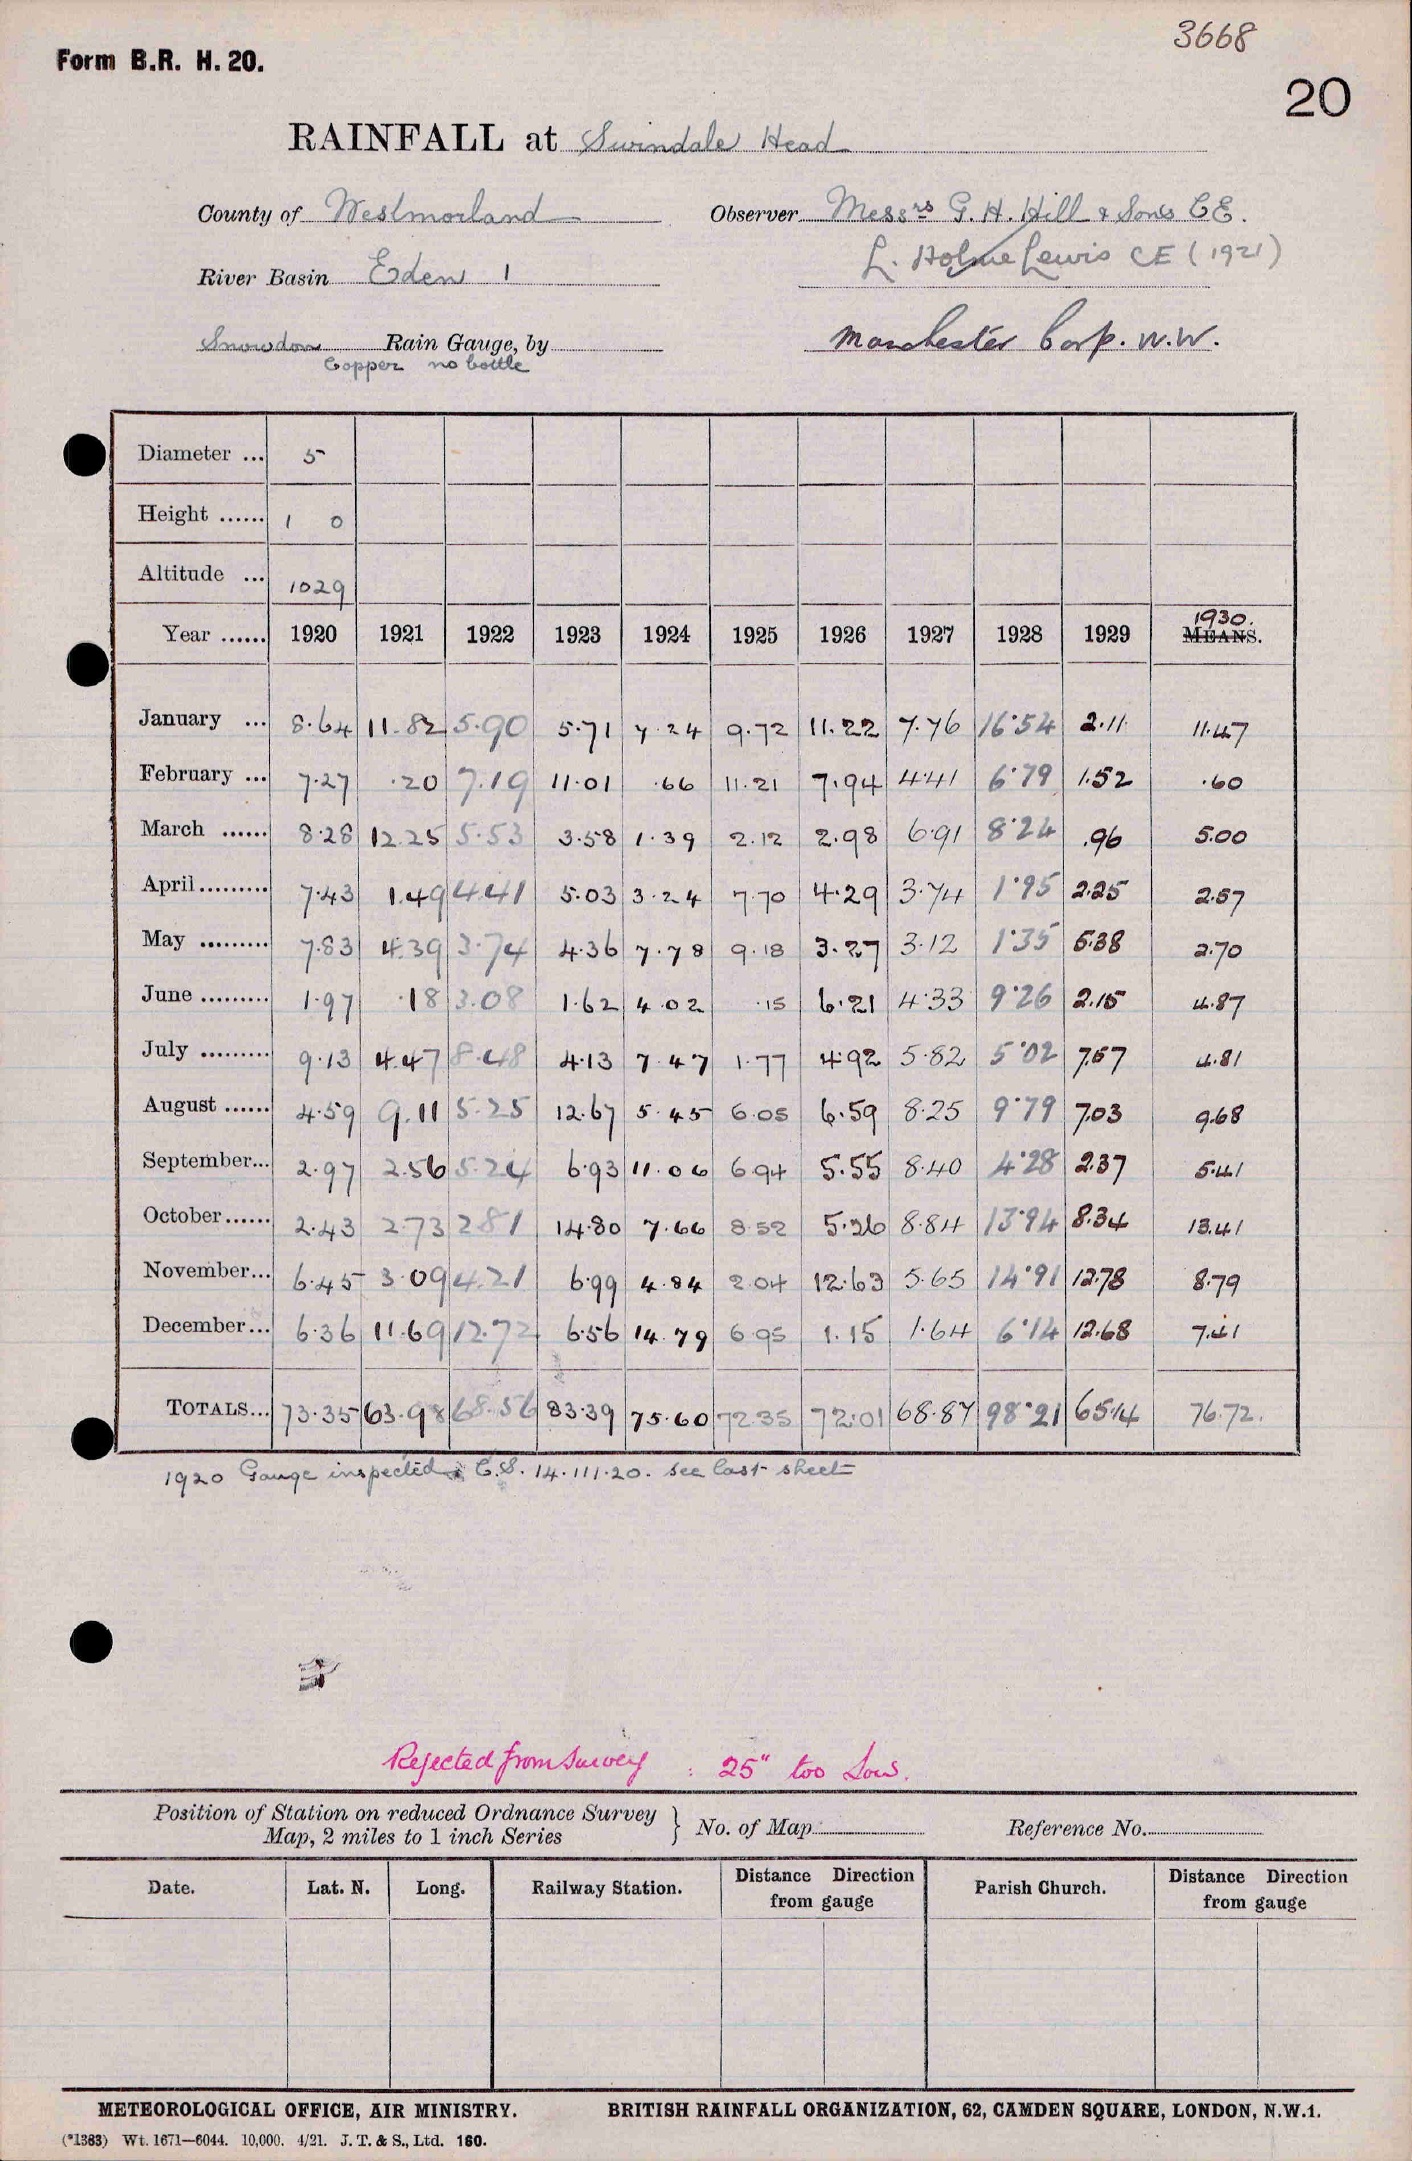 3668
Form B.R. H. 20.
20
RAINFALL at Swindale Head
County of Westmorland
Observer Messrs G. H. Hill & Sons C.E.
L. Holme Lewis CE (1921)
River Basin Eden 1
Snowdon Rain Gauge, by
Copper no bottle
Manchester Corp. W.W.
Diameter ... 5
Height ...... 1 0
Altitude ... 1029
Year ...... 1920 1921 1922 1923 1924 1925 1926 1927 1928 1929 1930. MEANS.
January ... 8.64 11.82 5.90 5.71 7.24 9.72 11.22 7.76 16.54 2.11 11.47
February ... 7.27 .20 7.19 11.01 .66 11.21 7.94 4.41 6.79 1.52 .60
March ...... 8.28 12.25 5.53 3.58 1.39 2.12 2.98 6.91 8.24 .96 5.00
April ......... 7.43 1.49 4.41 5.03 3.24 7.70 4.29 3.74 1.95 2.25 2.57
May ......... 7.83 4.39 3.74 4.36 7.78 9.18 3.27 3.12 1.35 5.38 2.70
June ......... 1.97 .18 3.08 1.62 4.02 .15 6.21 4.33 9.26 2.15 4.87
July ......... 9.13 4.47 8.48 4.13 7.47 1.77 4.92 5.82 5.02 7.57 4.81
August ...... 4.59 9.11 5.25 12.67 5.45 6.05 6.59 8.25 9.79 7.03 9.68
September... 2.97 2.56 5.24 6.93 11.06 6.94 5.55 8.40 4.28 2.37 5.41
October ...... 2.43 2.73 2.81 14.80 7.66 8.52 5.26 8.84 13.94 8.34 13.41
November... 6.45 3.09 4.21 6.99 4.84 2.04 12.63 5.65 14.91 12.78 8.79
December... 6.36 11.69 12.72 6.56 14.79 6.95 1.15 1.64 6.14 12.68 7.41
TOTALS... 73.35 63.98 68.56 83.39 75.60 72.35 72.01 68.87 98.21 65.14 76.72.
1920 Gauge inspected C.S. 14.III.20. see last sheet
Rejected from survey : 25" too low.
Position of Station on reduced Ordnance Survey
Map, 2 miles to 1 inch Series } No. of Map Reference No.
Date. Lat. N. Long. Railway Station. Distance Direction from gauge Parish Church. Distance Direction from gauge
METEOROLOGICAL OFFICE, AIR MINISTRY. BRITISH RAINFALL ORGANIZATION, 62, CAMDEN SQUARE, LONDON, N.W.1.
(*1383) Wt. 1671—6044. 10,000. 4/21. J. T. & S., Ltd. 160.